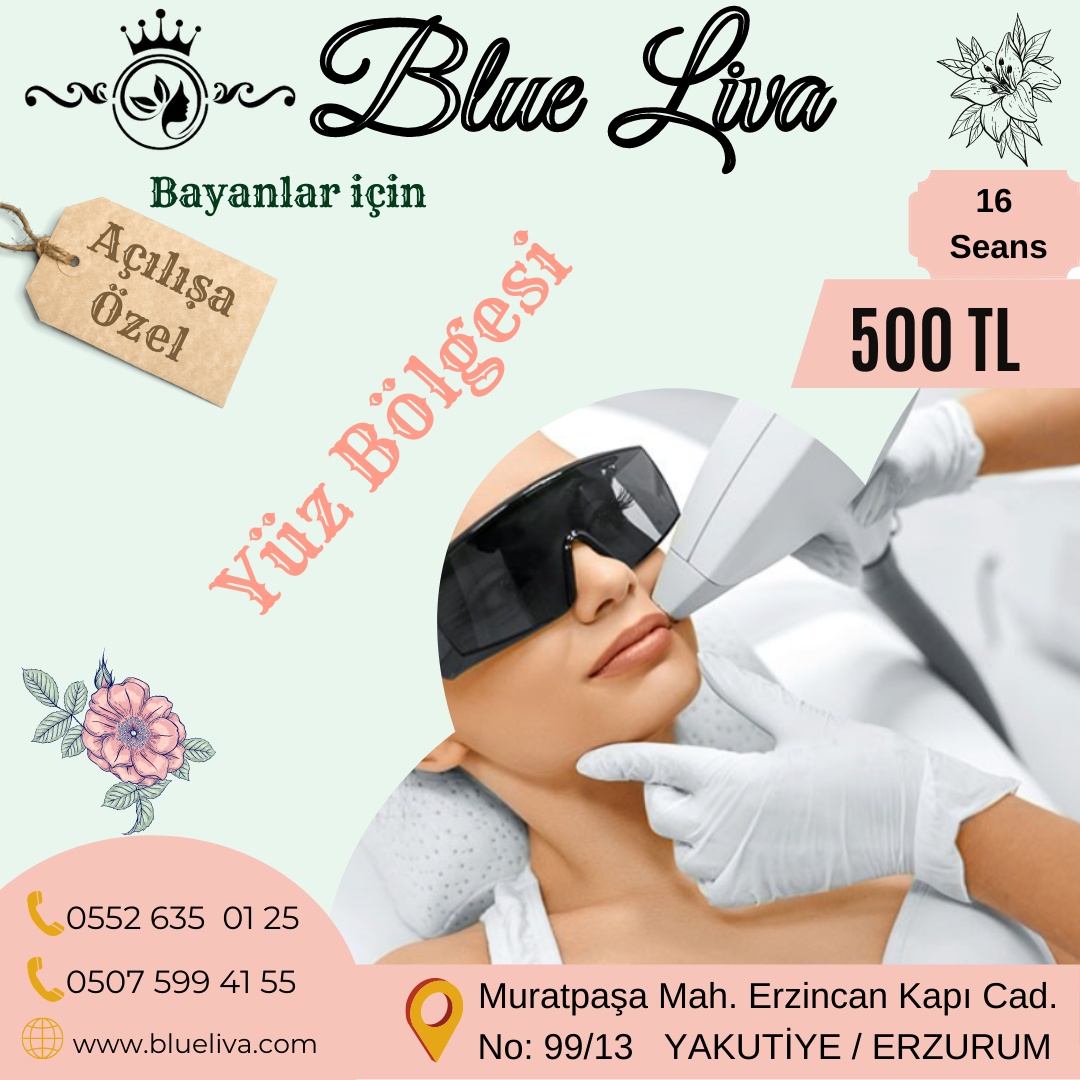 Blue Liva
Bayanlar için
Açılışa
Özel
16
Seans
500 TL
Yüz Bölgesi
0552 635  01 25
0507 599 41 55
www.blueliva.com
Muratpaşa Mah. Erzincan Kapı Cad.
No: 99/13   YAKUTİYE / ERZURUM